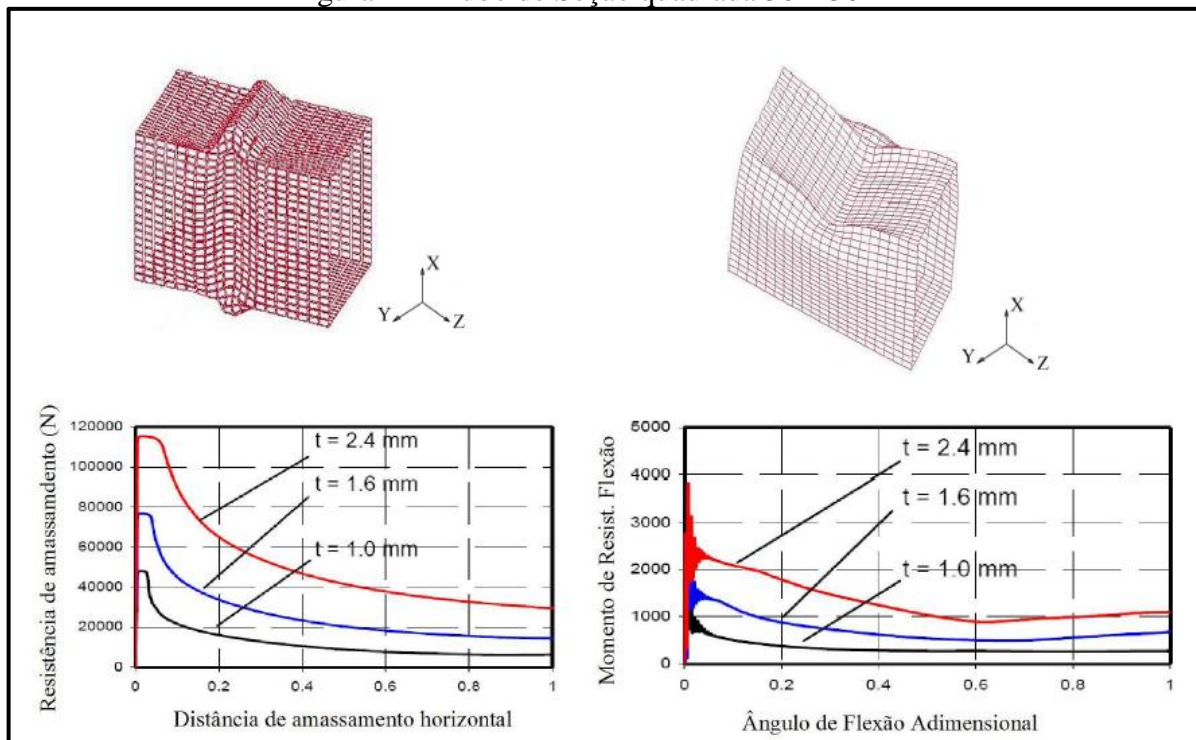 X
Y
Z
X
Y
Z
Resistência de amassamdento (N)
120000
100000
80000
60000
40000
20000
0
t = 2.4 mm
t = 1.6 mm
t = 1.0 mm
0 0.2 0.4 0.6 0.8 1
Distância de amassamento horizontal
Momento de Resist. Flexão
5000
4000
3000
2000
1000
0
t = 2.4 mm
t = 1.6 mm
t = 1.0 mm
0 0.2 0.4 0.6 0.8 1
Ângulo de Flexão Adimensional